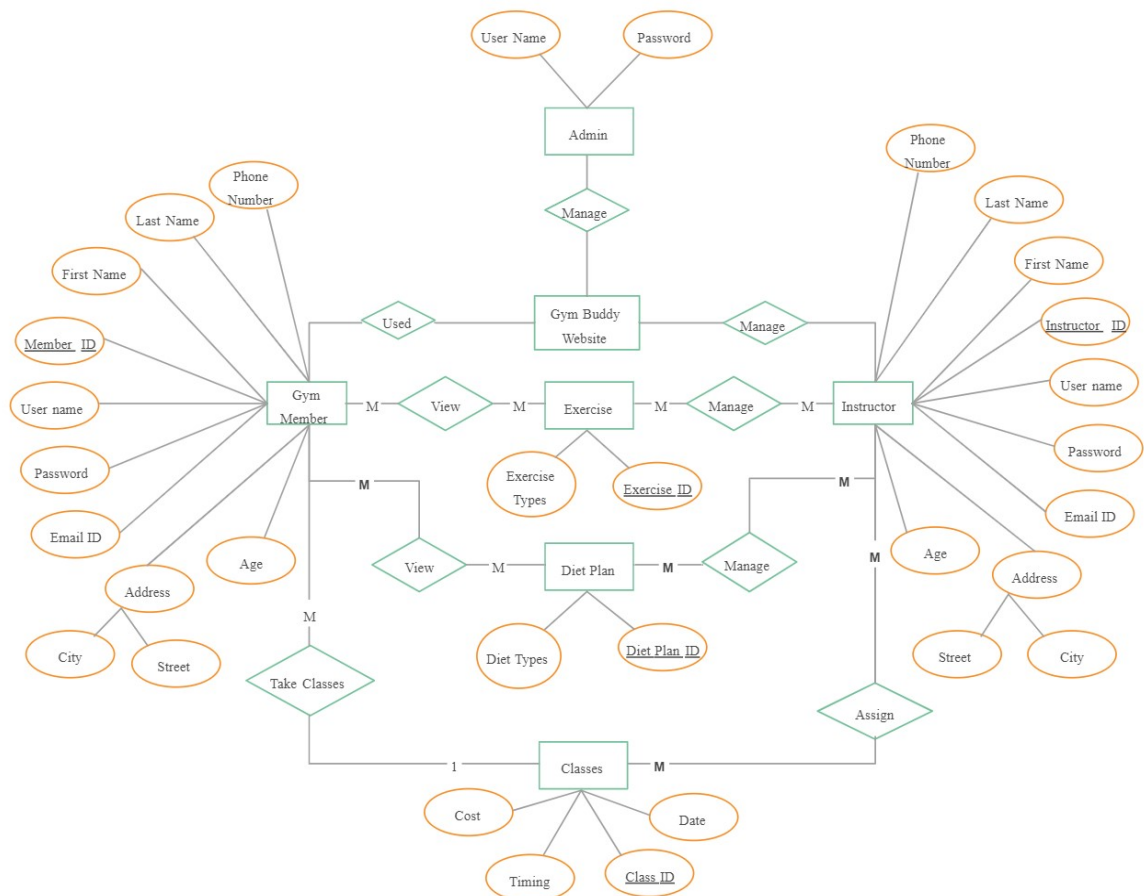 User Name
Password
Admin
Phone
Number
Phone
Number
Manage
Last Name
Last Name
First Name
First Name
Gym Buddy
Website
Used
Manage
Member ID
Instructor ID
User name
Gym
Member
M
View
M
Exercise
M
Manage
M
Instructor
User name
Password
Exercise
Types
Exercise ID
Password
M
M
Email ID
Age
Email ID
Age
M
View
M
Diet Plan
M
Manage
Address
Address
M
City
Street
Diet Types
Diet Plan ID
Street
City
Take Classes
Assign
1
Classes
M
Cost
Date
Timing
Class ID